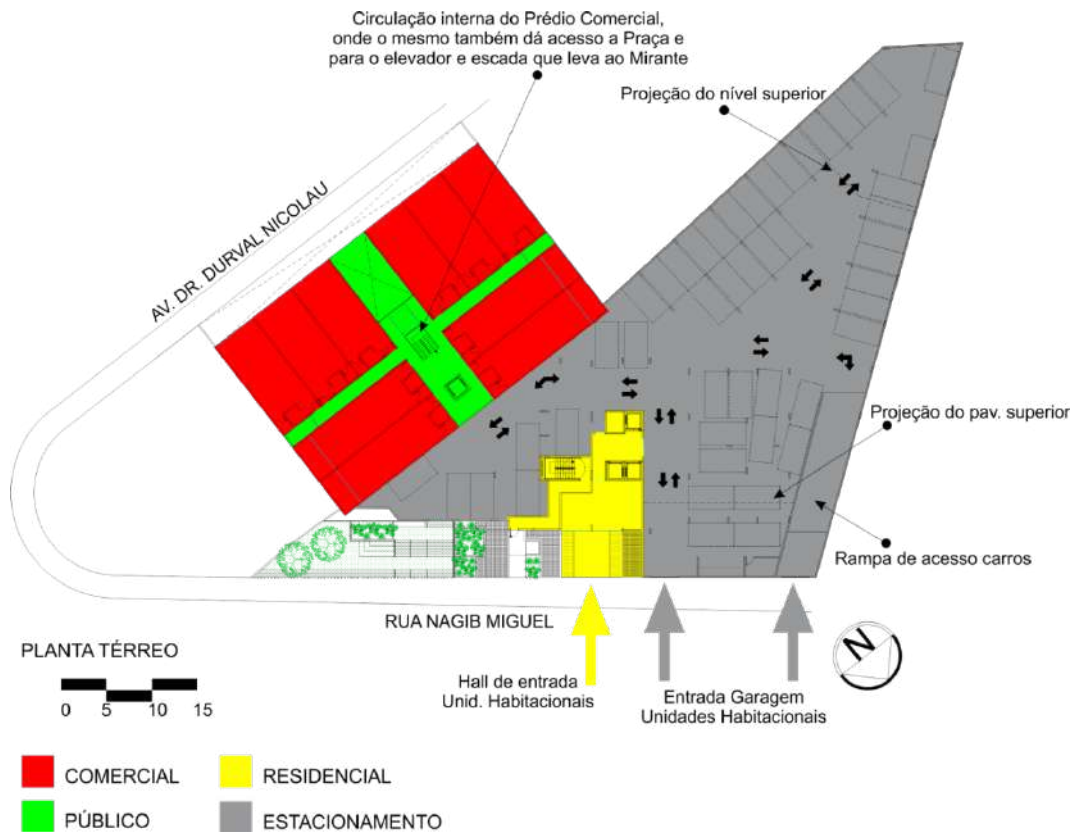 Circulação interna do Prédio Comercial,
onde o mesmo também dá acesso a Praça e
para o elevador e escada que leva ao Mirante
Projeção do nível superior
AV. DR. DURVAL NICOLAU
Projeção do pav. superior
Rampa de acesso carros
RUA NAGIB MIGUEL
PLANTA TÉRREO
0 5 10 15
Hall de entrada
Unid. Habitacionais
Entrada Garagem
Unidades Habitacionais
N
COMERCIAL
RESIDENCIAL
PÚBLICO
ESTACIONAMENTO